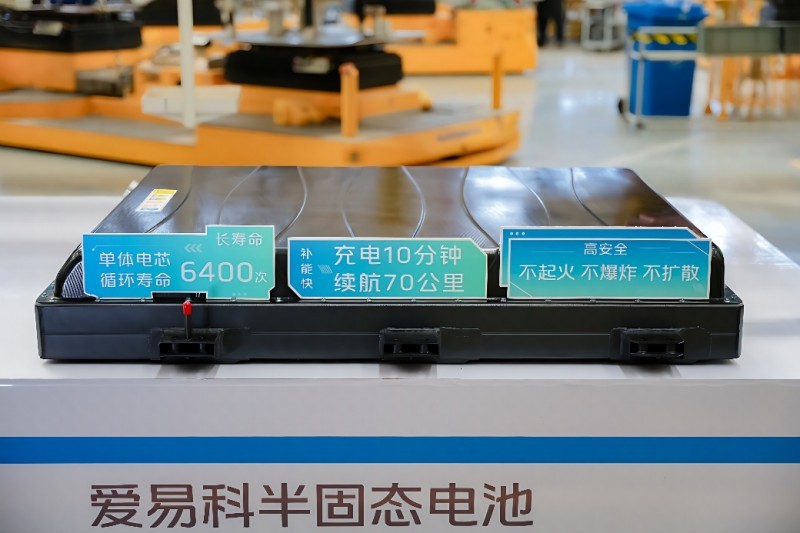 长寿命
单体电芯
循环寿命 6400次
补能快
充电10分钟
续航70公里
高安全
不起火 不爆炸 不扩散
爱易科半固态电池